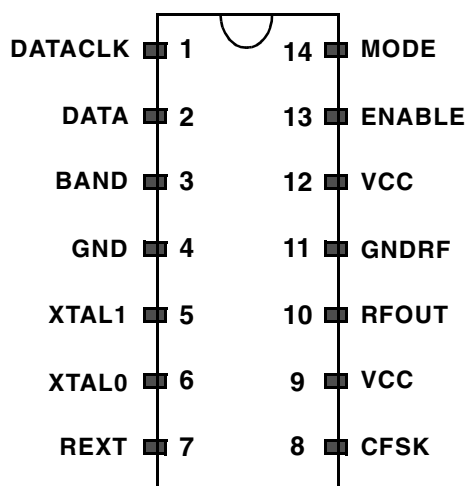 DATACLK 1 14 MODE
DATA 2 13 ENABLE
BAND 3 12 VCC
GND 4 11 GNDRF
XTAL1 5 10 RFOUT
XTAL0 6 9 VCC
REXT 7 8 CFSK